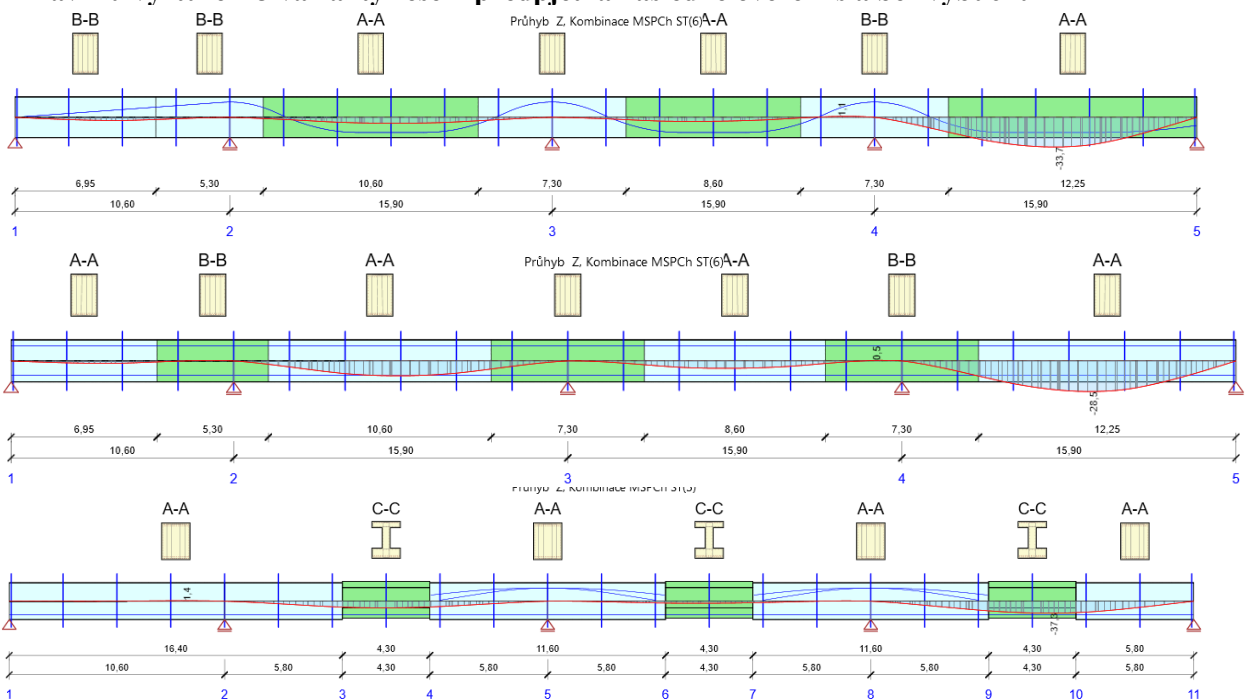 B-B B-B A-A Průhyb Z, Kombinace MSPCh ST(6) A-A B-B A-A
1,1
-33,7
6,95 5,30 10,60 7,30 8,60 7,30 12,25
10,60 15,90 15,90 15,90
1 2 3 4 5
A-A B-B A-A Průhyb Z, Kombinace MSPCh ST(6) A-A B-B A-A
0,5
-28,5
6,95 5,30 10,60 7,30 8,60 7,30 12,25
10,60 15,90 15,90 15,90
1 2 3 4 5
Průhyb Z, Kombinace MSPCh ST(5)
A-A C-C A-A C-C A-A C-C A-A
1,4
16,40 4,30 11,60 4,30 11,60 4,30 5,80
10,60 5,80 4,30 5,80 5,80 4,30 5,80 5,80 4,30 5,80
1 2 3 4 5 6 7 8 9 10 11